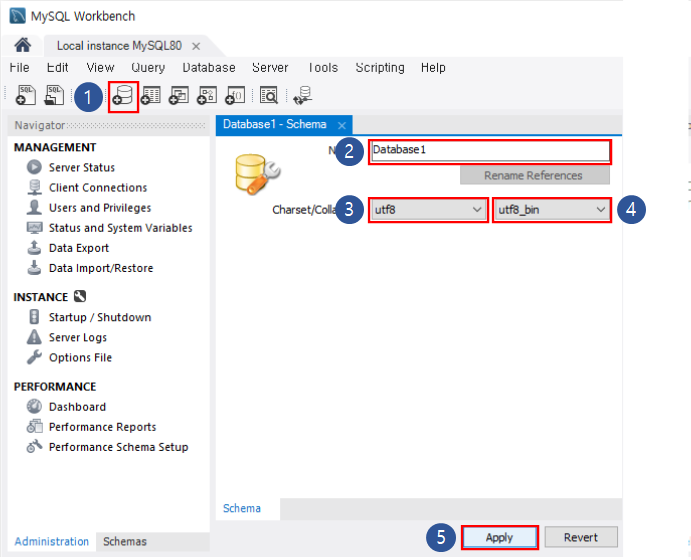 MySQL Workbench
Local instance MySQL80 ×
File Edit View Query Database Server Tools Scripting Help
SQL SQL 1
Navigator
Database1 - Schema ×
MANAGEMENT
Server Status
Client Connections
Users and Privileges
Status and System Variables
Data Export
Data Import/Restore
INSTANCE
Startup / Shutdown
Server Logs
Options File
PERFORMANCE
Dashboard
Performance Reports
Performance Schema Setup
Administration Schemas
2 Database1
Rename References
Charset/Colla 3 utf8 utf8_bin 4
Schema
5 Apply Revert